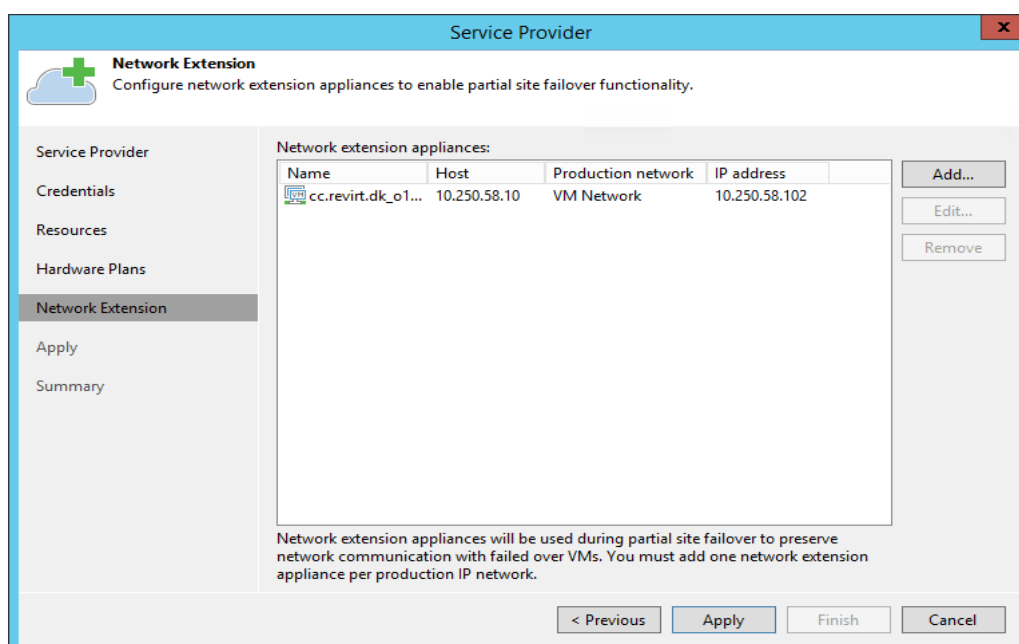 Service Provider
x
Network Extension
Configure network extension appliances to enable partial site failover functionality.
Service Provider
Credentials
Resources
Hardware Plans
Network Extension
Apply
Summary
Network extension appliances:
Name Host Production network IP address
cc.revirt.dk_o1... 10.250.58.10 VM Network 10.250.58.102
Add...
Edit...
Remove
Network extension appliances will be used during partial site failover to preserve
network communication with failed over VMs. You must add one network extension
appliance per production IP network.
< Previous Apply Finish Cancel